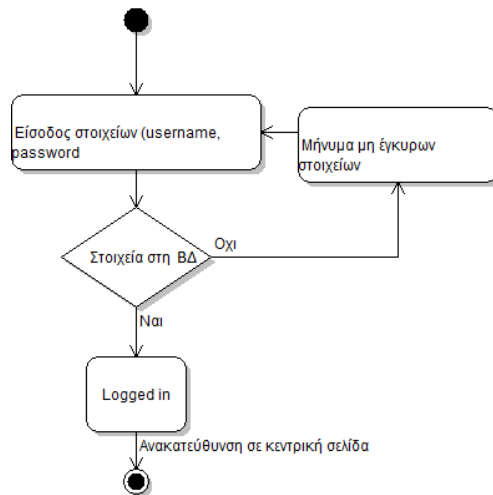 Είσοδος στοιχείων (username,
password
Μήνυμα μη έγκυρων
στοιχείων
Στοιχεία στη ΒΔ
Οχι
Ναι
Logged in
Ανακατεύθυνση σε κεντρική σελίδα